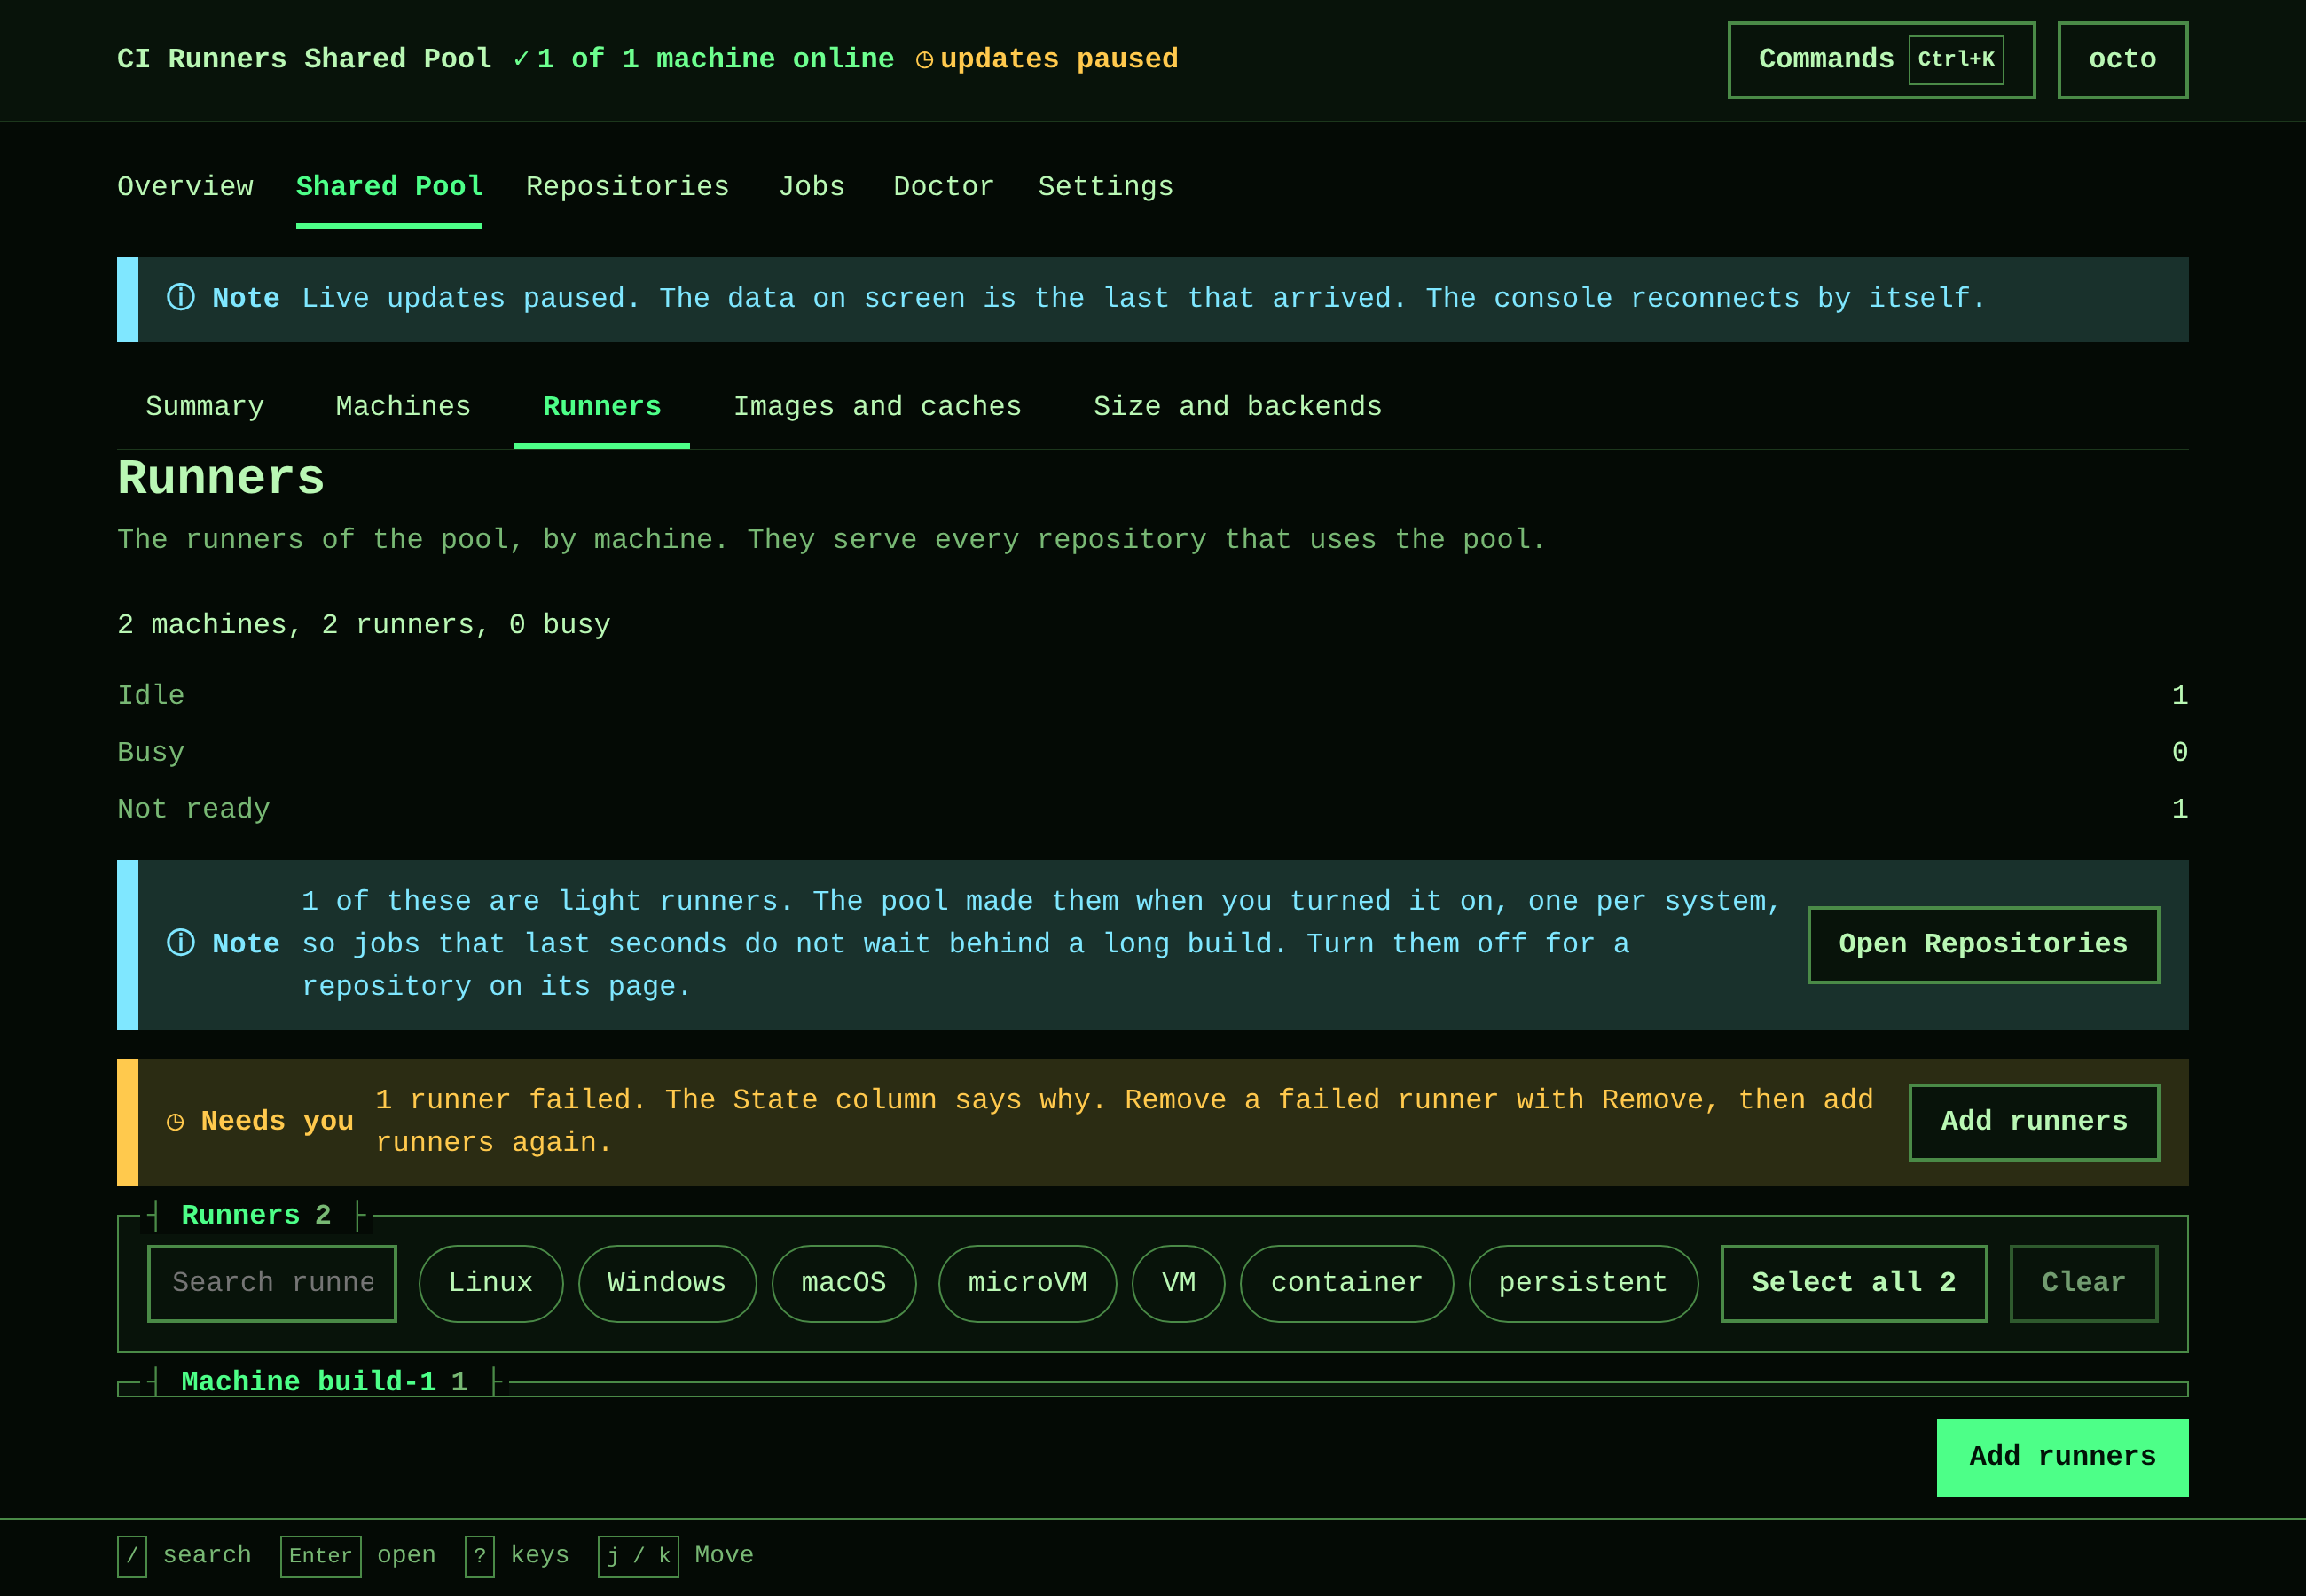 CI Runners Shared Pool ✓ 1 of 1 machine online ◷ updates paused
Commands Ctrl+K octo
Overview Shared Pool Repositories Jobs Doctor Settings
ⓘ Note Live updates paused. The data on screen is the last that arrived. The console reconnects by itself.
Summary Machines Runners Images and caches Size and backends
Runners
The runners of the pool, by machine. They serve every repository that uses the pool.
2 machines, 2 runners, 0 busy
Idle 1
Busy 0
Not ready 1
ⓘ Note 1 of these are light runners. The pool made them when you turned it on, one per system,
so jobs that last seconds do not wait behind a long build. Turn them off for a
repository on its page.
Open Repositories
◷ Needs you 1 runner failed. The State column says why. Remove a failed runner with Remove, then add
runners again.
Add runners
Runners 2
Search runne Linux Windows macOS microVM VM container persistent Select all 2 Clear
Machine build-1 1
Add runners
/ search Enter open ? keys j / k Move